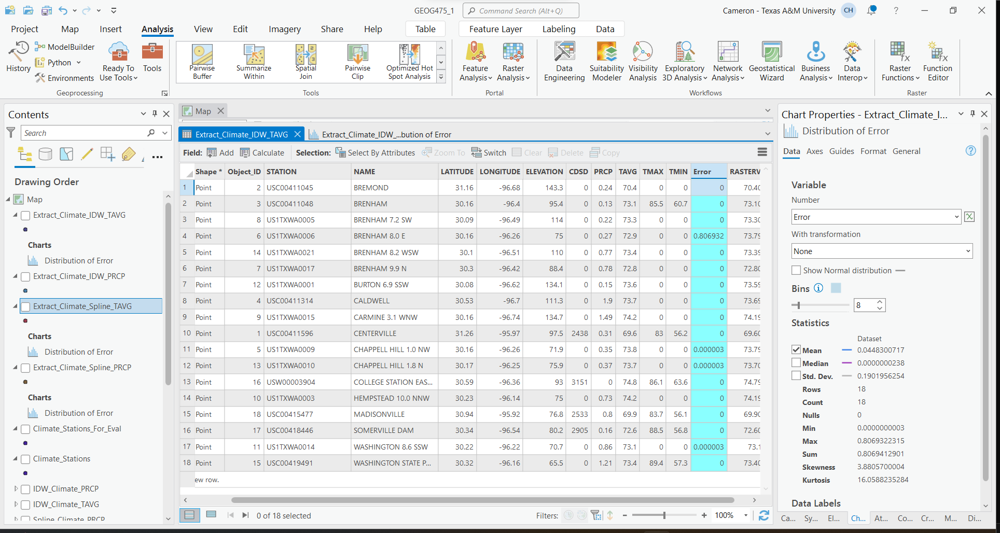 GEOG475_1
Command Search (Alt+Q)
Cameron - Texas A&M University
CH
?
Project
Map
Insert
Analysis
View
Edit
Imagery
Share
Help
Table
Feature Layer
Labeling
Data
History
ModelBuilder
Python
Environments
Ready To Use Tools
Tools
Geoprocessing
Pairwise Buffer
Summarize Within
Spatial Join
Pairwise Clip
Optimized Hot Spot Analysis
Tools
Feature Analysis
Raster Analysis
Portal
Data Engineering
Suitability Modeler
Visibility Analysis
Exploratory 3D Analysis
Network Analysis
Geostatistical Wizard
Business Analysis
Data Interop
Workflows
Raster Functions
Function Editor
Raster
Contents
Search
Drawing Order
Map
Extract_Climate_IDW_TAVG
Charts
Distribution of Error
Extract_Climate_IDW_PRCP
Extract_Climate_Spline_TAVG
Charts
Distribution of Error
Extract_Climate_Spline_PRCP
Charts
Distribution of Error
Climate_Stations_For_Eval
Climate_Stations
IDW_Climate_PRCP
IDW_Climate_TAVG
Spline_Climate_PRCP
Map
Extract_Climate_IDW_TAVG
Extract_Climate_IDW_...bution of Error
Field: Add Calculate Selection: Select By Attributes Zoom To Switch Clear Delete Copy
Shape * Object_ID STATION NAME LATITUDE LONGITUDE ELEVATION CDSD PRCP TAVG TMAX TMIN Error RASTERV
1 Point 2 USC00411045 BREMOND 31.16 -96.68 143.3 0 0.24 70.4 0 0 0 70.40
2 Point 3 USC00411048 BRENHAM 30.16 -96.4 95.4 0 0.13 73.1 85.5 60.7 0 73.10
3 Point 8 US1TXWA0005 BRENHAM 7.2 SW 30.09 -96.49 114 0 0.22 73.3 0 0 0 73.30
4 Point 6 US1TXWA0006 BRENHAM 8.0 E 30.16 -96.26 75 0 0.27 72.9 0 0 0.806932 73.79
5 Point 14 US1TXWA0021 BRENHAM 8.2 WSW 30.1 -96.51 110 0 0.77 73.4 0 0 0 73.39
6 Point 7 US1TXWA0017 BRENHAM 9.9 N 30.3 -96.42 88.4 0 0.78 72.8 0 0 0 72.80
7 Point 12 US1TXWA0001 BURTON 6.9 SSW 30.08 -96.62 134.1 0 0.15 73.6 0 0 0 73.59
8 Point 4 USC00411314 CALDWELL 30.53 -96.7 111.3 0 1.9 73.7 0 0 0 73.69
9 Point 9 US1TXWA0015 CARMINE 3.1 WNW 30.16 -96.74 134.7 0 1.49 74.2 0 0 0 74.19
10 Point 1 USC00411596 CENTERVILLE 31.26 -95.97 97.5 2438 0.31 69.6 83 56.2 0 69.60
11 Point 5 US1TXWA0009 CHAPPELL HILL 1.0 NW 30.16 -96.26 71.9 0 0.35 73.8 0 0 0.000003 73.79
12 Point 13 US1TXWA0010 CHAPPELL HILL 1.8 N 30.17 -96.25 75.9 0 0.37 73.7 0 0 0.000003 73.70
13 Point 16 USW00003904 COLLEGE STATION EAS... 30.59 -96.36 93 3151 0 74.8 86.1 63.6 0 74.79
14 Point 10 US1TXWA0003 HEMPSTEAD 10.0 NNW 30.23 -96.14 75 0 0.73 74.2 0 0 0 74.19
15 Point 18 USC00415477 MADISONVILLE 30.94 -95.92 76.8 2533 0.8 69.9 83.7 56.1 0 69.90
16 Point 17 USC00418446 SOMERVILLE DAM 30.34 -96.54 80.2 2905 0.16 72.6 88.5 56.8 0 72.60
17 Point 11 US1TXWA0014 WASHINGTON 8.6 SSW 30.22 -96.22 70.7 0 0.86 73.1 0 0 0.000003 73.1
18 Point 15 USC00419491 WASHINGTON STATE P... 30.32 -96.16 65.5 0 1.21 73.4 89.4 57.3 0 73.40
ew row.
0 of 18 selected
Filters:
100%
Chart Properties - Extract_Climate_I...
Distribution of Error
Data Axes Guides Format General
Variable
Number
Error
With transformation
None
Show Normal distribution
Bins
8
Statistics
Dataset
Mean 0.0448300717
Median 0.0000000238
Std. Dev. 0.1901956254
Rows 18
Count 18
Nulls 0
Min 0.0000000003
Max 0.8069322315
Sum 0.8069412901
Skewness 3.8805700004
Kurtosis 16.0588235284
Data Labels
Ca... Sy... El... Ch... At... Co... Cr... M... Di...